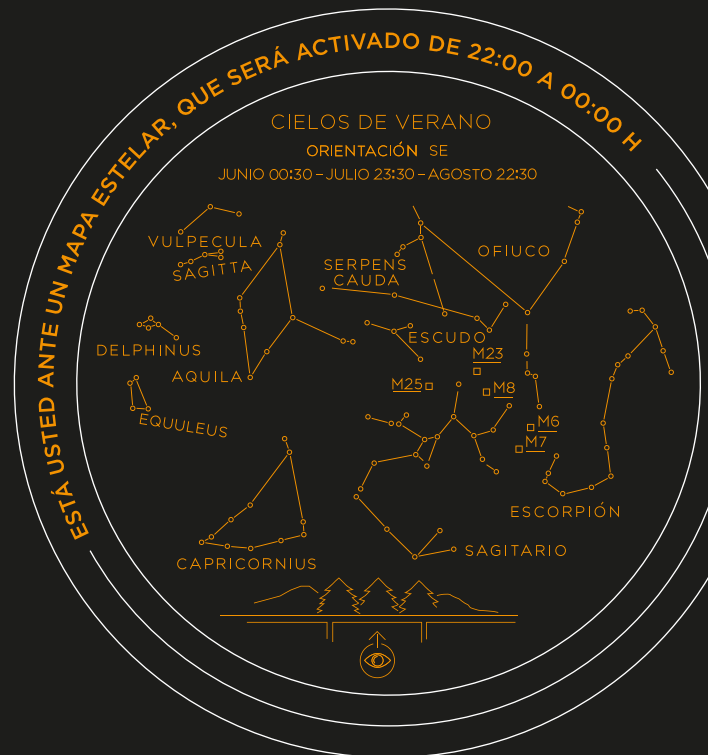 ESTÁ USTED ANTE UN MAPA ESTELAR, QUE SERÁ ACTIVADO DE 22:00 A 00:00 H
CIELOS DE VERANO
ORIENTACIÓN SE
JUNIO 00:30 – JULIO 23:30 – AGOSTO 22:30
VULPECULA
SAGITTA
SERPENS
CAUDA
OFIUCO
DELPHINUS
ESCUDO
M23
AQUILA
M25
M8
EQUULEUS
M6
M7
ESCORPIÓN
SAGITARIO
CAPRICORNIUS